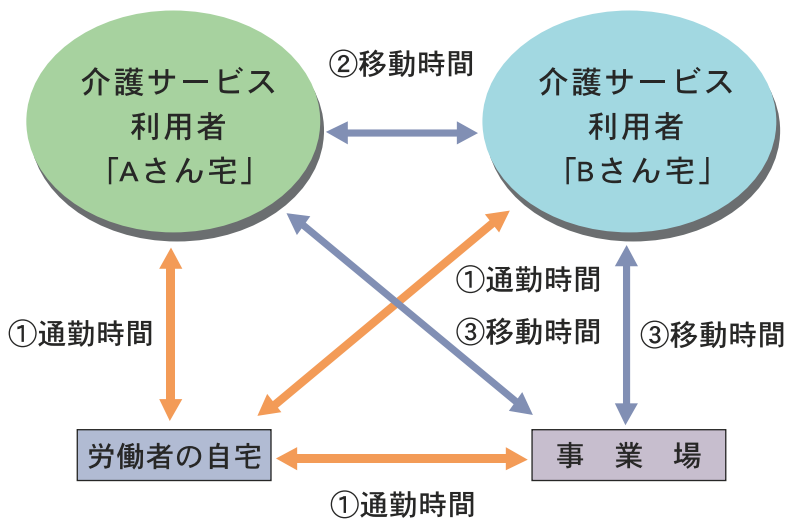 ②移動時間
介護サービス
利用者
「Aさん宅」
介護サービス
利用者
「Bさん宅」
①通勤時間
①通勤時間
③移動時間
③移動時間
労働者の自宅
事　業　場
①通勤時間